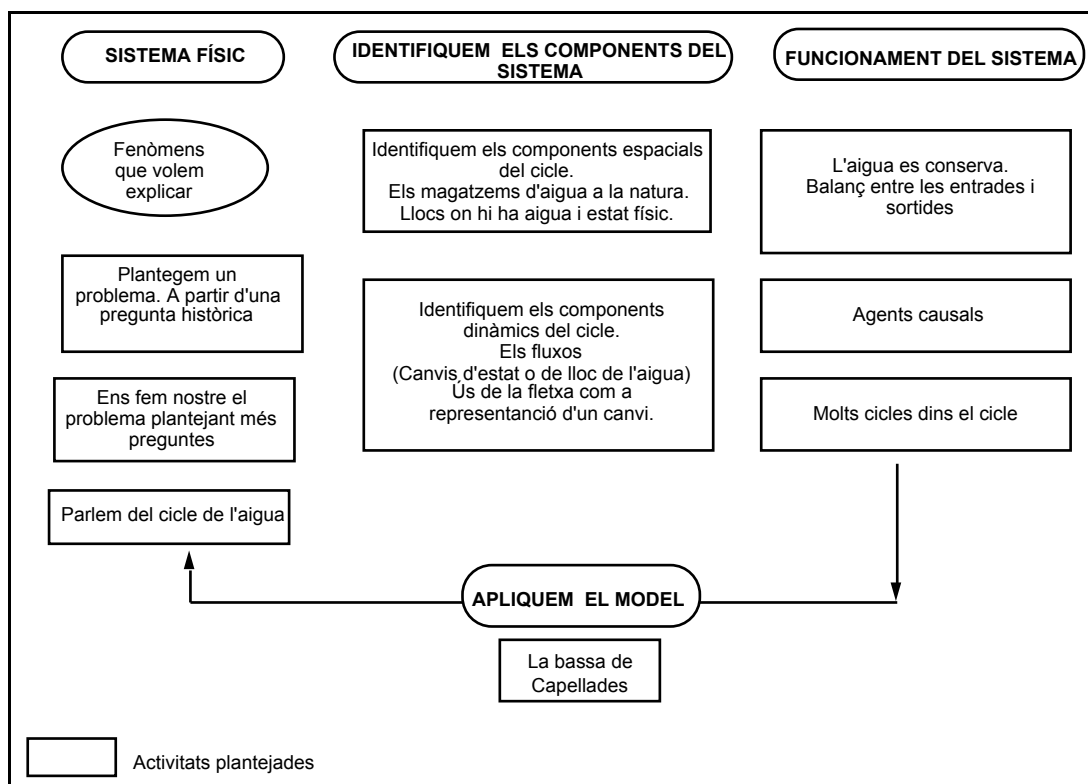 SISTEMA FÍSIC
Fenòmens
que volem
explicar
Plantegem un
problema. A partir d'una
pregunta històrica
Ens fem nostre el
problema plantejant més
preguntes
Parlem del cicle de l'aigua
IDENTIFIQUEM ELS COMPONENTS DEL
SISTEMA
Identifiquem els components espacials
del cicle.
Els magatzems d'aigua a la natura.
Llocs on hi ha aigua i estat físic.
Identifiquem els components
dinàmics del cicle.
Els fluxos
(Canvis d'estat o de lloc de l'aigua)
Ús de la fletxa com a
representanció d'un canvi.
FUNCIONAMENT DEL SISTEMA
L'aigua es conserva.
Balanç entre les entrades i
sortides
Agents causals
Molts cicles dins el cicle
APLIQUEM EL MODEL
La bassa de
Capellades
Activitats plantejades